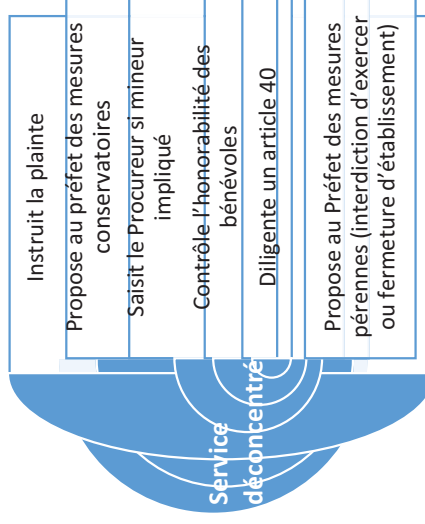 Instruit la plainte
Propose au préfet des mesures
conservatoires
Saisit le Procureur si mineur
impliqué
Contrôle l'honorabilité des
bénévoles
Diligente un article 40
Propose au Préfet des mesures
pérennes (interdiction d'exercer
ou fermeture d'établissement)
Service
déconcentré